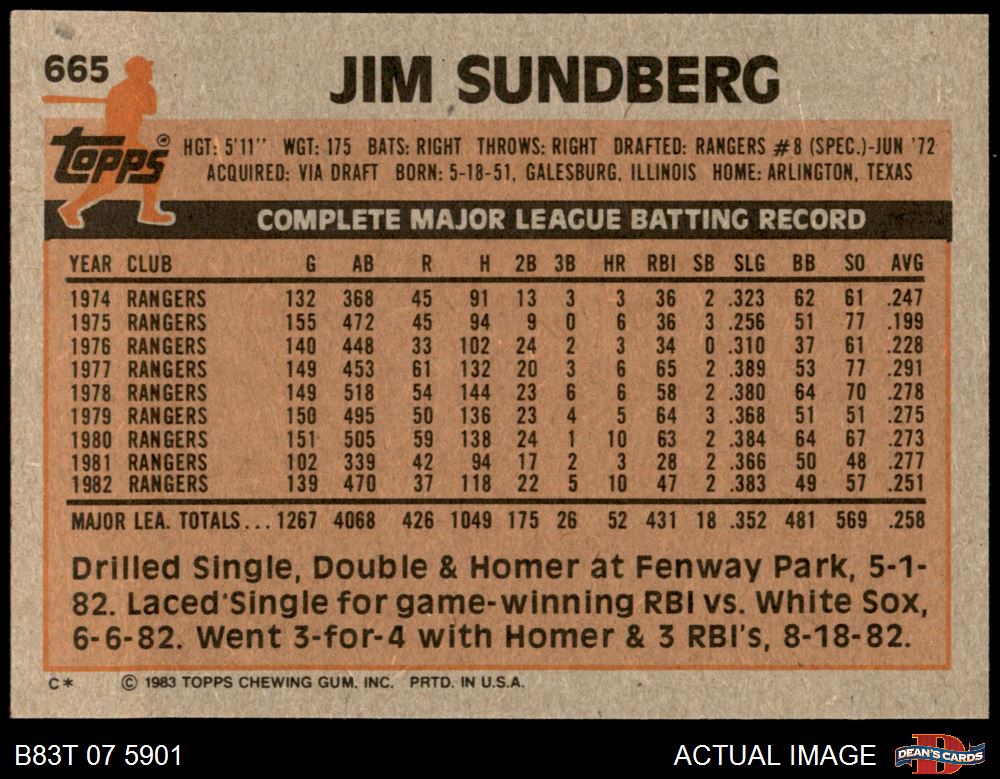 665
JIM SUNDBERG
Topps
HGT: 5'11" WGT: 175 BATS: RIGHT THROWS: RIGHT DRAFTED: RANGERS #8 (SPEC.)-JUN '72
ACQUIRED: VIA DRAFT BORN: 5-18-51, GALESBURG, ILLINOIS HOME: ARLINGTON, TEXAS
COMPLETE MAJOR LEAGUE BATTING RECORD
YEAR CLUB G AB R H 2B 3B HR RBI SB SLG BB SO AVG
1974 RANGERS 132 368 45 91 13 3 3 36 2 .323 62 61 .247
1975 RANGERS 155 472 45 94 9 0 6 36 3 .256 51 77 .199
1976 RANGERS 140 448 33 102 24 2 3 34 0 .310 37 61 .228
1977 RANGERS 149 453 61 132 20 3 6 65 2 .389 53 77 .291
1978 RANGERS 149 518 54 144 23 6 6 58 2 .380 64 70 .278
1979 RANGERS 150 495 50 136 23 4 5 64 3 .368 51 51 .275
1980 RANGERS 151 505 59 138 24 1 10 63 2 .384 64 67 .273
1981 RANGERS 102 339 42 94 17 2 3 28 2 .366 50 48 .277
1982 RANGERS 139 470 37 118 22 5 10 47 2 .383 49 57 .251
MAJOR LEA. TOTALS... 1267 4068 426 1049 175 26 52 431 18 .352 481 569 .258
Drilled Single, Double & Homer at Fenway Park, 5-1-
82. Laced Single for game-winning RBI vs. White Sox,
6-6-82. Went 3-for-4 with Homer & 3 RBI's, 8-18-82.
C* © 1983 TOPPS CHEWING GUM, INC. PRTD. IN U.S.A.
B83T 07 5901 ACTUAL IMAGE DEAN'S CARDS